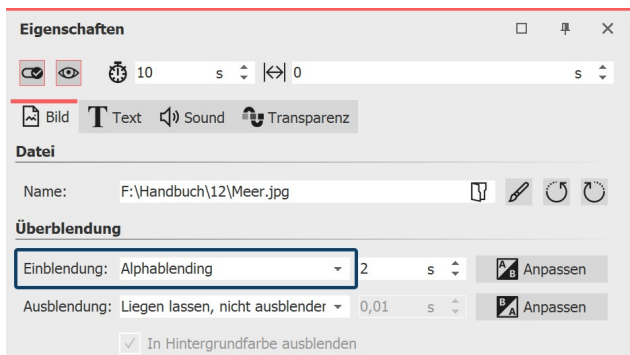 Eigenschaften
10 s 0 s
Bild Text Sound Transparenz
Datei
Name: F:\Handbuch\12\Meer.jpg
Überblendung
Einblendung: Alphablending 2 s A B Anpassen
Ausblendung: Liegen lassen, nicht ausblender 0,01 s B A Anpassen
In Hintergrundfarbe ausblenden